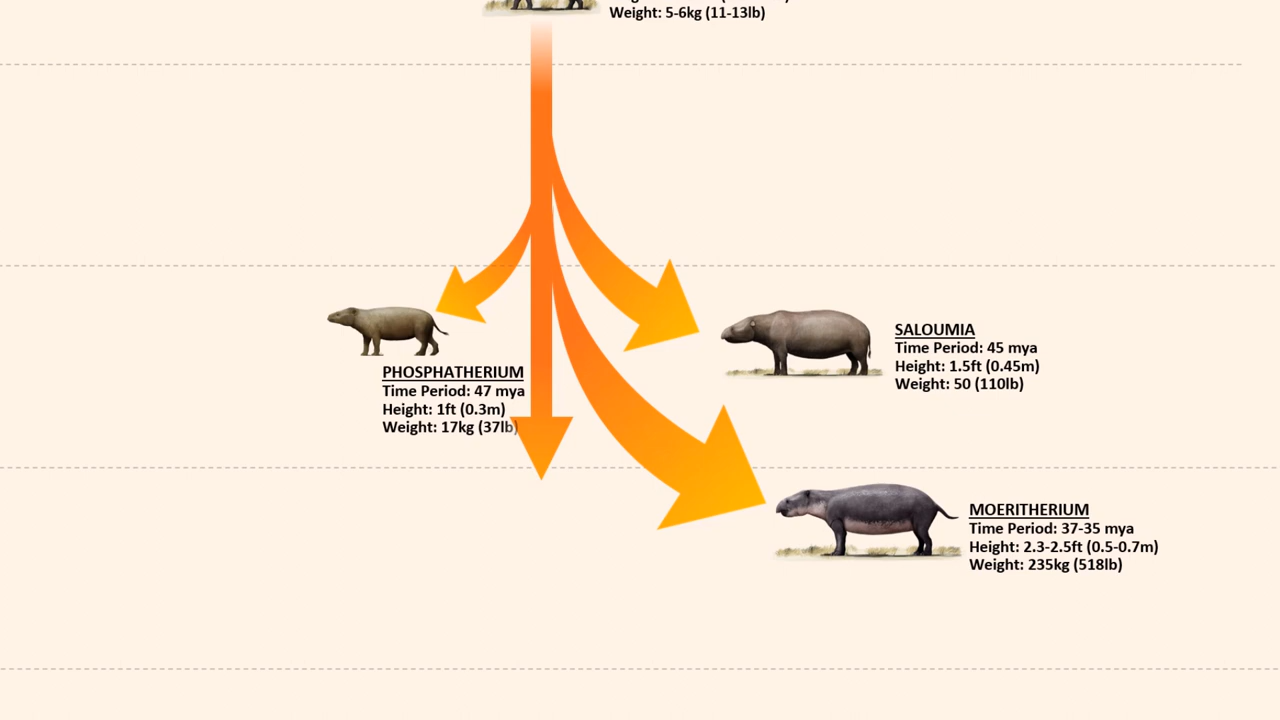 Weight: 5-6kg (11-13lb)
SALOUMIA
Time Period: 45 mya
Height: 1.5ft (0.45m)
Weight: 50 (110lb)
PHOSPHATHERIUM
Time Period: 47 mya
Height: 1ft (0.3m)
Weight: 17kg (37lb)
MOERITHERIUM
Time Period: 37-35 mya
Height: 2.3-2.5ft (0.5-0.7m)
Weight: 235kg (518lb)